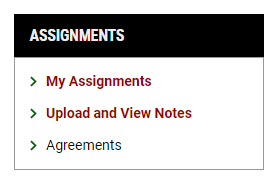 ASSIGNMENTS
My Assignments
Upload and View Notes
Agreements